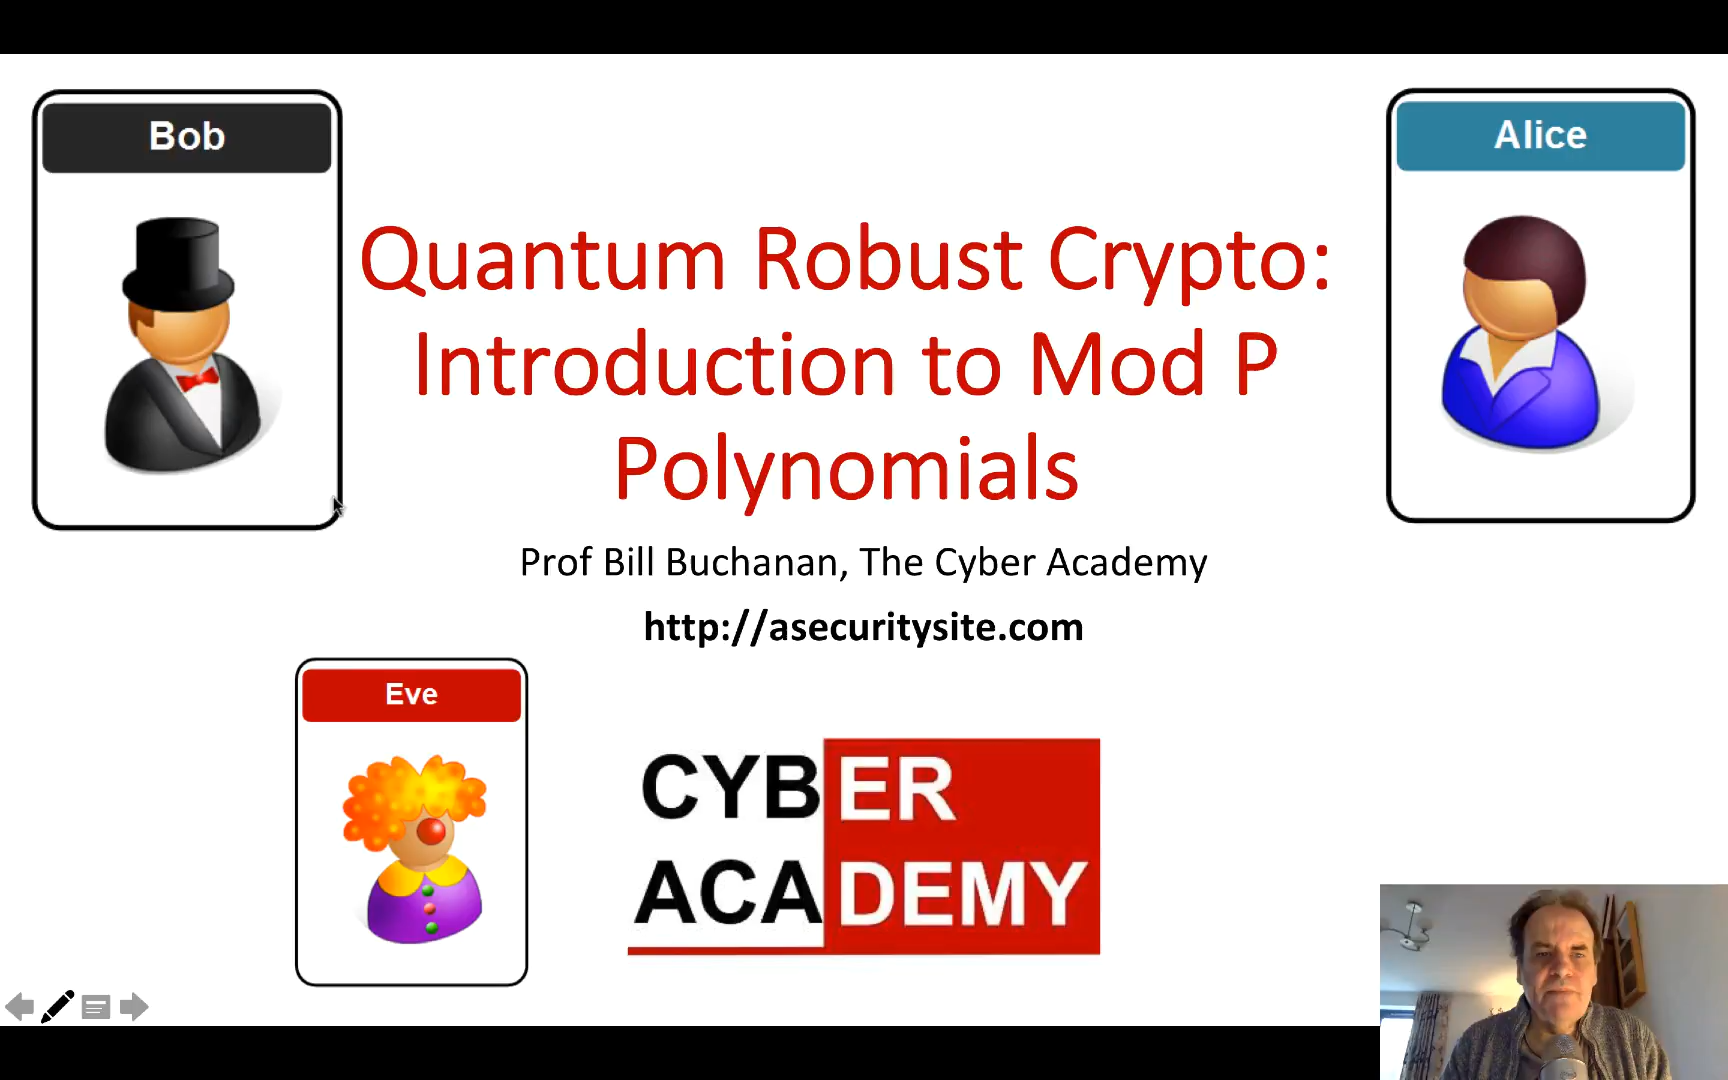 Bob
Alice
Quantum Robust Crypto:
Introduction to Mod P
Polynomials
Prof Bill Buchanan, The Cyber Academy
http://asecuritysite.com
Eve
CYBER
ACADEMY